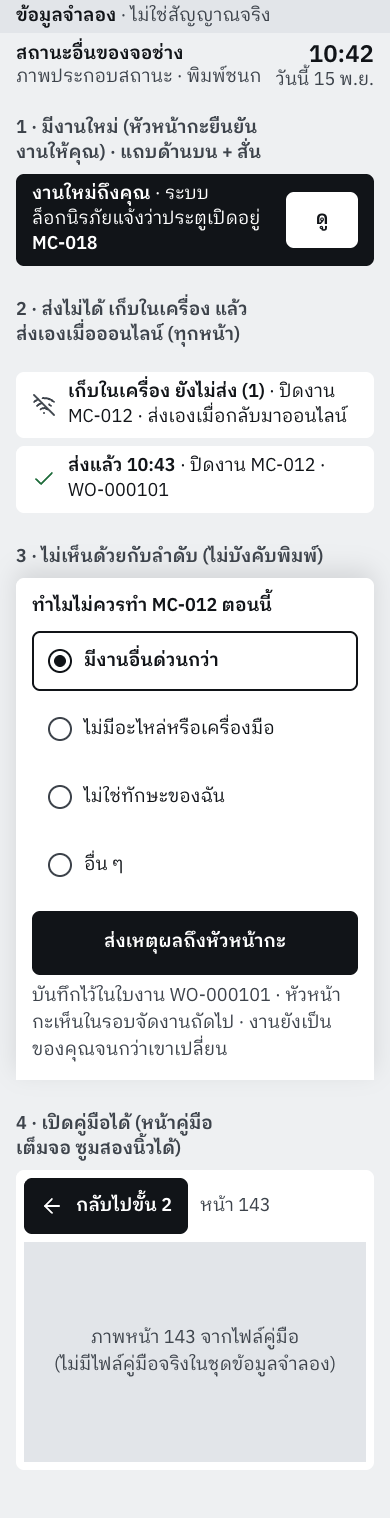 ข้อมูลจำลอง · ไม่ใช่สัญญาณจริง
สถานะอื่นของจอช่าง
10:42
ภาพประกอบสถานะ · พิมพ์ชนก
วันนี้ 15 พ.ย.
1 · มีงานใหม่ (หัวหน้ากะยืนยัน
งานให้คุณ) · แถบด้านบน + สั่น
งานใหม่ถึงคุณ · ระบบ
ล็อกนิรภัยแจ้งว่าประตูเปิดอยู่
MC-018
ดู
2 · ส่งไม่ได้ เก็บในเครื่อง แล้ว
ส่งเองเมื่อออนไลน์ (ทุกหน้า)
เก็บในเครื่อง ยังไม่ส่ง (1) · ปิดงาน
MC-012 · ส่งเองเมื่อกลับมาออนไลน์
ส่งแล้ว 10:43 · ปิดงาน MC-012 ·
WO-000101
3 · ไม่เห็นด้วยกับลำดับ (ไม่บังคับพิมพ์)
ทำไมไม่ควรทำ MC-012 ตอนนี้
มีงานอื่นด่วนกว่า
ไม่มีอะไหล่หรือเครื่องมือ
ไม่ใช่ทักษะของฉัน
อื่น ๆ
ส่งเหตุผลถึงหัวหน้ากะ
บันทึกไว้ในใบงาน WO-000101 · หัวหน้า
กะเห็นในรอบจัดงานถัดไป · งานยังเป็น
ของคุณจนกว่าเขาเปลี่ยน
4 · เปิดคู่มือได้ (หน้าคู่มือ
เต็มจอ ซูมสองนิ้วได้)
กลับไปขั้น 2
หน้า 143
ภาพหน้า 143 จากไฟล์คู่มือ
(ไม่มีไฟล์คู่มือจริงในชุดข้อมูลจำลอง)